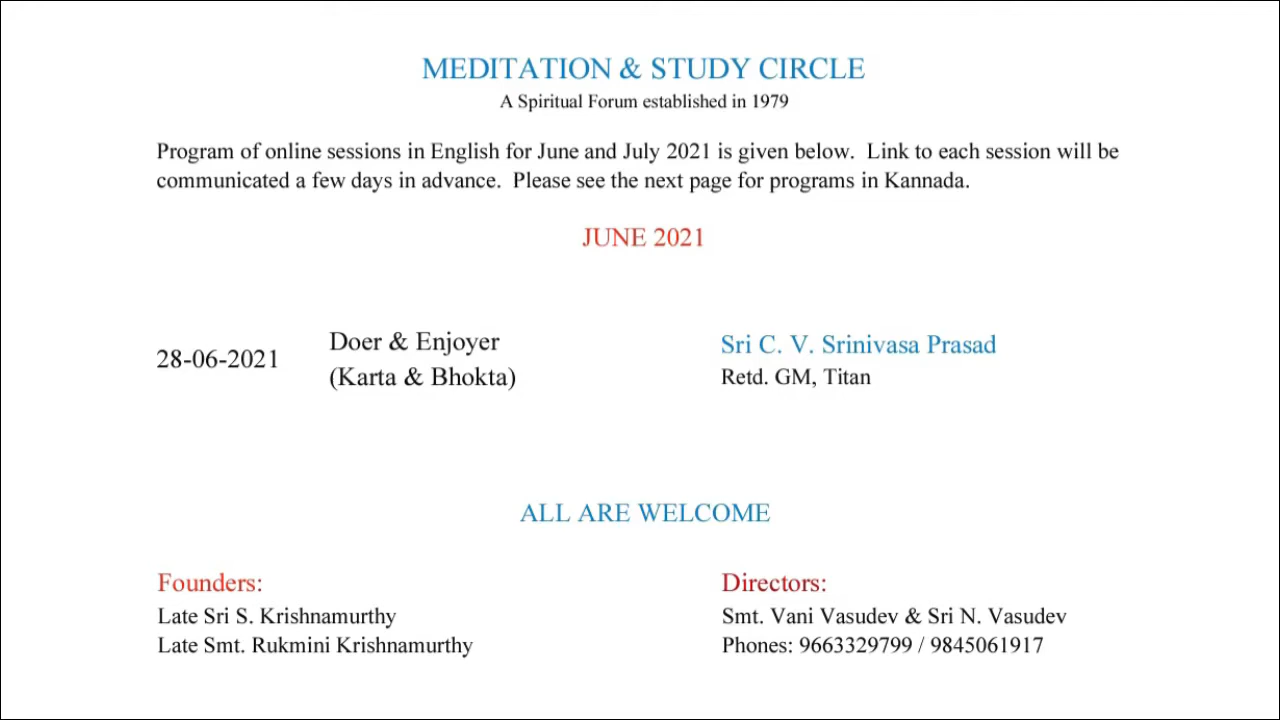 MEDITATION & STUDY CIRCLE
A Spiritual Forum established in 1979
Program of online sessions in English for June and July 2021 is given below.  Link to each session will be
communicated a few days in advance.  Please see the next page for programs in Kannada.
JUNE 2021
28-06-2021
Doer & Enjoyer
(Karta & Bhokta)
Sri C. V. Srinivasa Prasad
Retd. GM, Titan
ALL ARE WELCOME
Founders:
Late Sri S. Krishnamurthy
Late Smt. Rukmini Krishnamurthy
Directors:
Smt. Vani Vasudev & Sri N. Vasudev
Phones: 9663329799 / 9845061917